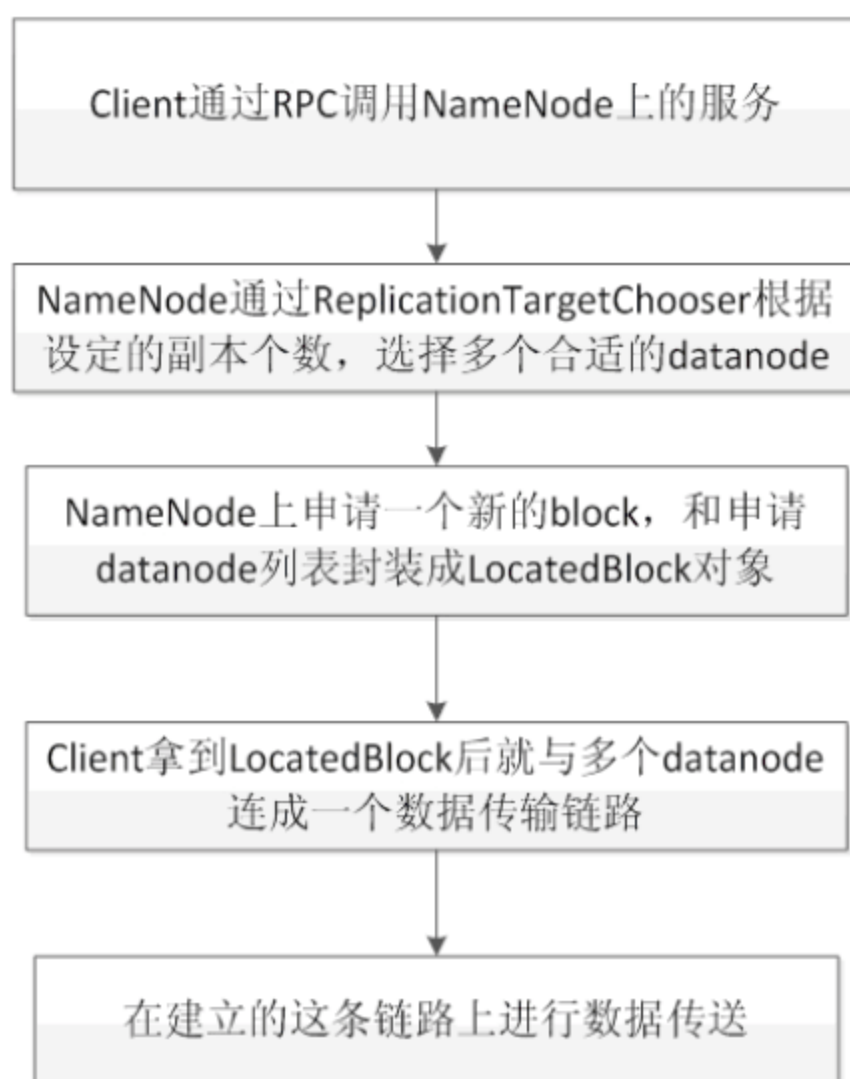 Client通过RPC调用NameNode上的服务
NameNode通过ReplicationTargetChooser根据
设定的副本个数，选择多个合适的datanode
NameNode上申请一个新的block，和申请
datanode列表封装成LocatedBlock对象
Client拿到LocatedBlock后就与多个datanode
连成一个数据传输链路
在建立的这条链路上进行数据传送